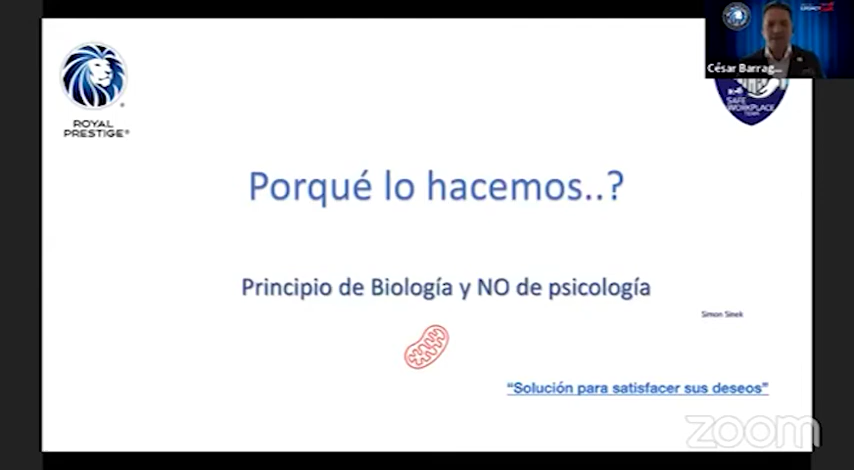 LEGACY
César Barrag...
ROYAL
PRESTIGE®
SAFE
WORKPLACE
Porqué lo hacemos..?
Principio de Biología y NO de psicología
Simon Sinek
“Solución para satisfacer sus deseos”
zoom